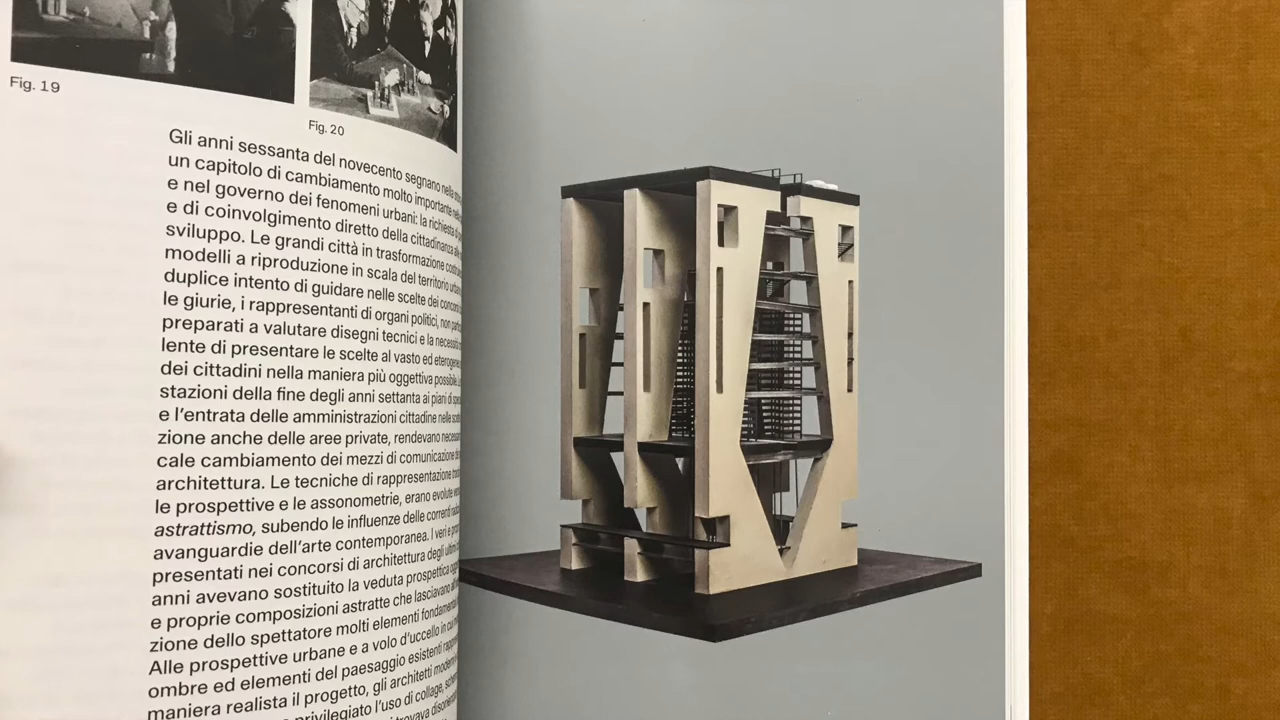 Fig. 19
Fig. 20
Gli anni sessanta del novecento segnano nella
un capitolo di cambiamento molto importante
e nel governo dei fenomeni urbani: la richiesta
e di coinvolgimento diretto della cittadinanza
sviluppo. Le grandi città in trasformazione
modelli a riproduzione in scala del territorio
duplice intento di guidare nelle scelte dei
le giurie, i rappresentanti di organi politici, non
preparati a valutare disegni tecnici e la
lente di presentare le scelte al vasto ed
dei cittadini nella maniera più oggettiva possibile.
stazioni della fine degli anni settanta ai piani di
e l'entrata delle amministrazioni cittadine nelle
zione anche delle aree private, rendevano
cale cambiamento dei mezzi di comunicazione
architettura. Le tecniche di rappresentazione
le prospettive e le assonometrie, erano evolute
astrattismo, subendo le influenze delle correnti
avanguardie dell'arte contemporanea. I veri e
presentati nei concorsi di architettura degli
anni avevano sostituito la veduta prospettica
e proprie composizioni astratte che lasciavano
zione dello spettatore molti elementi
Alle prospettive urbane e a volo d'uccello in cui
ombre ed elementi del paesaggio esistenti
maniera realista il progetto, gli architetti
privilegiato l'uso di collage,
trovava